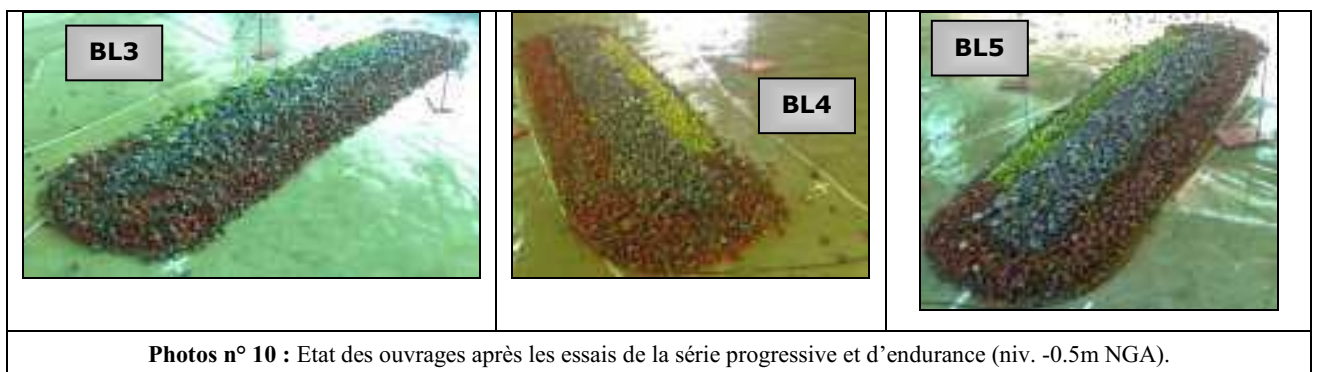 BL3
BL4
BL5
Photos n° 10 : Etat des ouvrages après les essais de la série progressive et d’endurance (niv. -0.5m NGA).